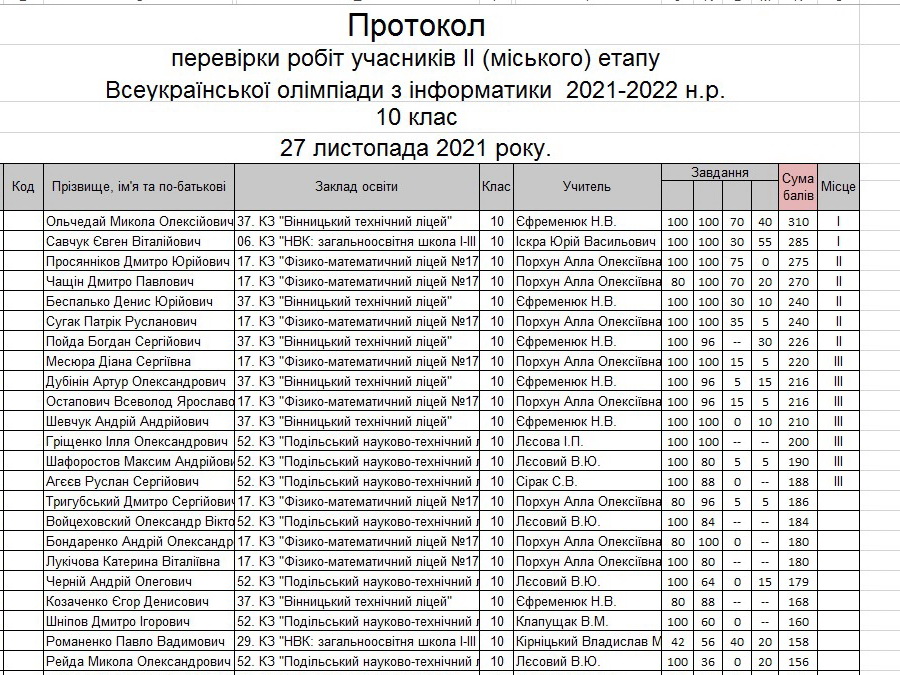 Протокол
перевірки робіт учасників ІІ (міського) етапу
Всеукраїнської олімпіади з інформатики 2021-2022 н.р.
10 клас
27 листопада 2021 року.
Код Прізвище, ім'я та по-батькові Заклад освіти Клас Учитель Завдання Сума балів Місце
Ольчедай Микола Олексійович 37. КЗ "Вінницький технічний ліцей" 10 Єфременюк Н.В. 100 100 70 40 310 І
Савчук Євген Віталійович 06. КЗ "НВК: загальноосвітня школа І-ІІІ 10 Іскра Юрій Васильович 100 100 30 55 285 І
Просянніков Дмитро Юрійович 17. КЗ "Фізико-математичний ліцей №17 10 Порхун Алла Олексіївна 100 100 75 0 275 ІІ
Чащін Дмитро Павлович 17. КЗ "Фізико-математичний ліцей №17 10 Порхун Алла Олексіївна 80 100 70 20 270 ІІ
Беспалько Денис Юрійович 37. КЗ "Вінницький технічний ліцей" 10 Єфременюк Н.В. 100 100 30 10 240 ІІ
Сугак Патрік Русланович 17. КЗ "Фізико-математичний ліцей №17 10 Порхун Алла Олексіївна 100 100 35 5 240 ІІ
Пойда Богдан Сергійович 37. КЗ "Вінницький технічний ліцей" 10 Єфременюк Н.В. 100 96 -- 30 226 ІІ
Месюра Діана Сергіївна 17. КЗ "Фізико-математичний ліцей №17 10 Порхун Алла Олексіївна 100 100 15 5 220 ІІІ
Дубінін Артур Олександрович 37. КЗ "Вінницький технічний ліцей" 10 Єфременюк Н.В. 100 96 5 15 216 ІІІ
Остапович Всеволод Ярославо 17. КЗ "Фізико-математичний ліцей №17 10 Порхун Алла Олексіївна 100 96 15 5 216 ІІІ
Шевчук Андрій Андрійович 37. КЗ "Вінницький технічний ліцей" 10 Єфременюк Н.В. 100 100 0 10 210 ІІІ
Гріщенко Ілля Олександрович 52. КЗ "Подільський науково-технічний л 10 Лєсова І.П. 100 100 -- -- 200 ІІІ
Шафоростов Максим Андрійови 52. КЗ "Подільський науково-технічний л 10 Лєсовий В.Ю. 100 80 5 5 190 ІІІ
Агєєв Руслан Сергійович 52. КЗ "Подільський науково-технічний л 10 Сірак С.В. 100 88 0 -- 188 ІІІ
Тригубський Дмитро Сергійович 17. КЗ "Фізико-математичний ліцей №17 10 Порхун Алла Олексіївна 80 96 5 5 186
Войцеховский Олександр Вікто 52. КЗ "Подільський науково-технічний л 10 Лєсовий В.Ю. 100 84 -- -- 184
Бондаренко Андрій Олександр 17. КЗ "Фізико-математичний ліцей №17 10 Порхун Алла Олексіївна 80 100 0 -- 180
Лукічова Катерина Віталіївна 17. КЗ "Фізико-математичний ліцей №17 10 Порхун Алла Олексіївна 100 80 -- -- 180
Черній Андрій Олегович 52. КЗ "Подільський науково-технічний л 10 Лєсовий В.Ю. 100 64 0 15 179
Козаченко Єгор Денисович 37. КЗ "Вінницький технічний ліцей" 10 Єфременюк Н.В. 80 88 -- -- 168
Шніпов Дмитро Ігорович 52. КЗ "Подільський науково-технічний л 10 Клапущак В.М. 100 60 0 -- 160
Романенко Павло Вадимович 29. КЗ "НВК: загальноосвітня школа І-ІІІ 10 Кірніцький Владислав М 42 56 40 20 158
Рейда Микола Олександрович 52. КЗ "Подільський науково-технічний л 10 Лєсовий В.Ю. 100 36 0 20 156